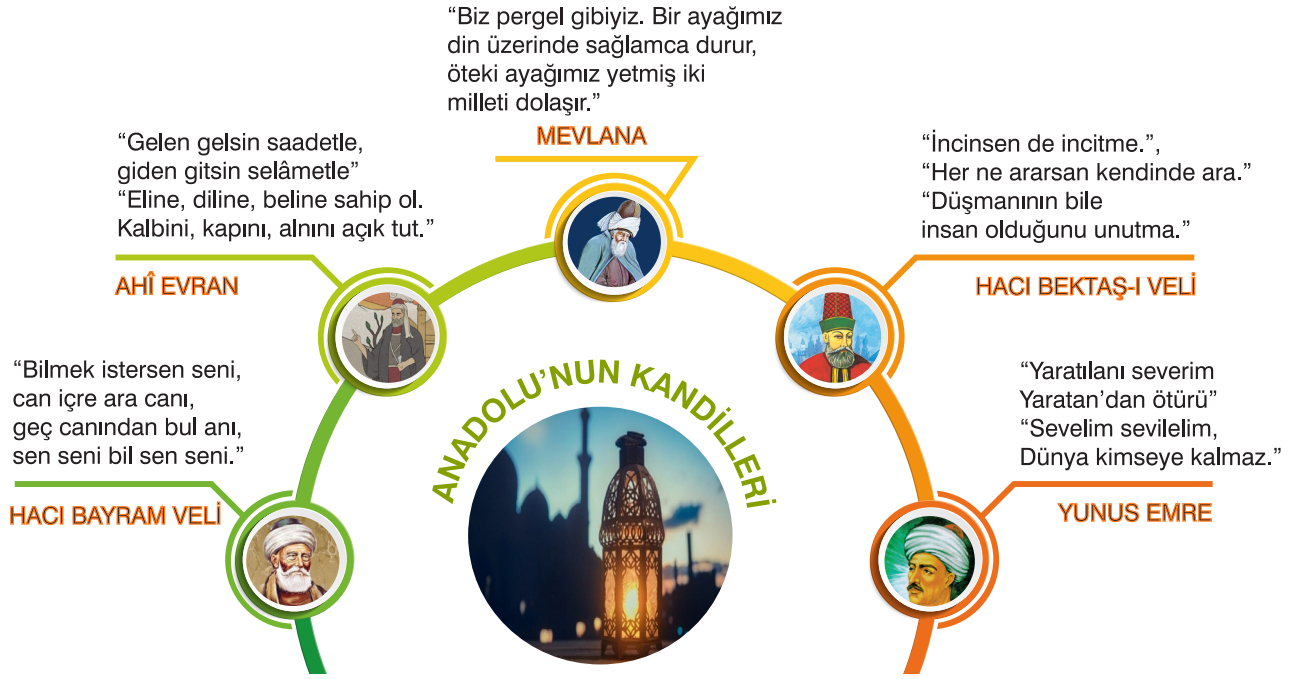 “Biz pergel gibiyiz. Bir ayağımız
din üzerinde sağlamca durur,
öteki ayağımız yetmiş iki
milleti dolaşır.”
MEVLANA
“Gelen gelsin saadetle,
giden gitsin selâmetle”
“Eline, diline, beline sahip ol.
Kalbini, kapını, alnını açık tut.”
AHÎ EVRAN
“İncinsen de incitme.”,
“Her ne ararsan kendinde ara.”
“Düşmanının bile
insan olduğunu unutma.”
HACI BEKTAŞ-I VELİ
“Bilmek istersen seni,
can içre ara canı,
geç canından bul anı,
sen seni bil sen seni.”
HACI BAYRAM VELİ
“Yaratılanı severim
Yaratan’dan ötürü”
“Sevelim sevilelim,
Dünya kimseye kalmaz.”
YUNUS EMRE
ANADOLU’NUN KANDİLLERİ